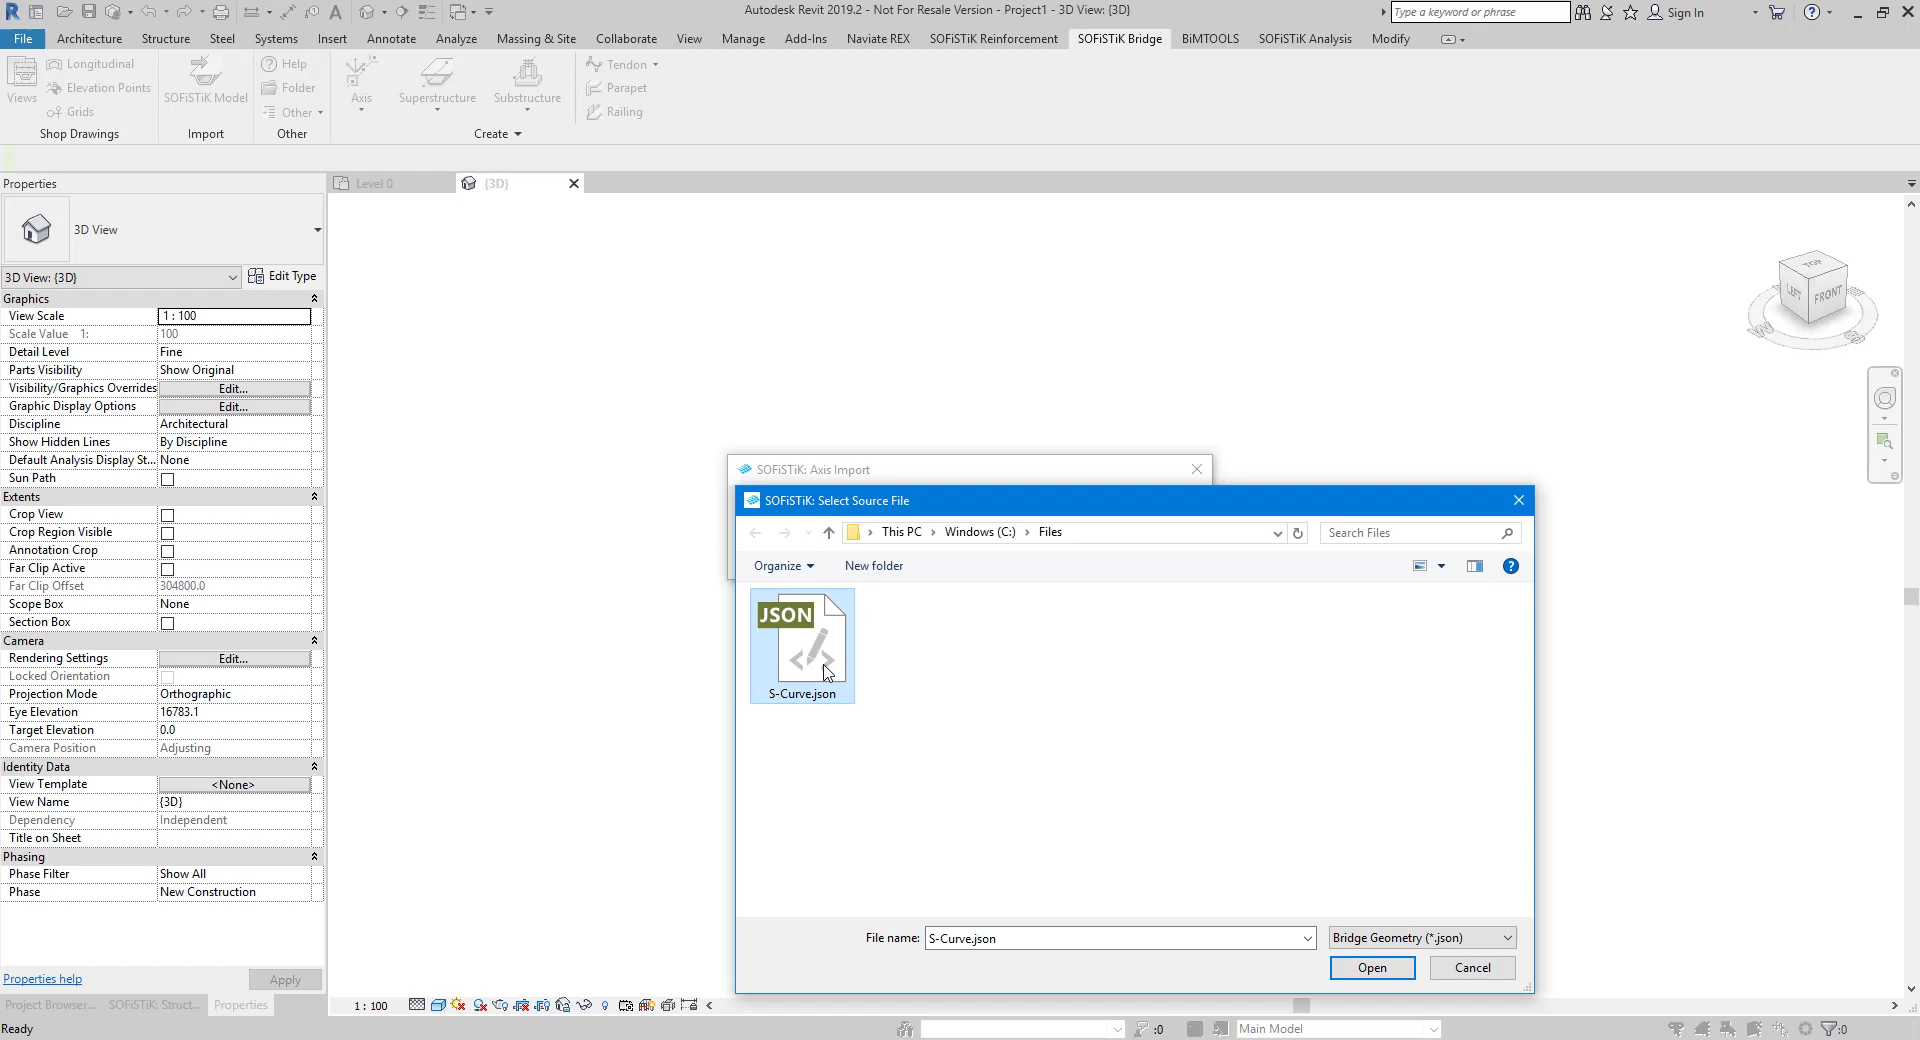 Autodesk Revit 2019.2 - Not For Resale Version - Project1 - 3D View: {3D}
Type a keyword or phrase
Sign In
File Architecture Structure Steel Systems Insert Annotate Analyze Massing & Site Collaborate View Manage Add-Ins Naviate REX SOFiSTiK Reinforcement SOFiSTiK Bridge BiMTOOLS SOFiSTiK Analysis Modify
Views
Longitudinal
Elevation Points
Grids
Shop Drawings
SOFiSTiK Model
Import
Help
Folder
Other
Other
Axis
Superstructure
Substructure
Tendon
Parapet
Railing
Create
Properties
Level 0
{3D}
3D View
3D View: {3D}
Edit Type
Graphics
View Scale 1 : 100
Scale Value 1: 100
Detail Level Fine
Parts Visibility Show Original
Visibility/Graphics Overrides Edit...
Graphic Display Options Edit...
Discipline Architectural
Show Hidden Lines By Discipline
Default Analysis Display St... None
Sun Path
Extents
Crop View
Crop Region Visible
Annotation Crop
Far Clip Active
Far Clip Offset 304800.0
Scope Box None
Section Box
Camera
Rendering Settings Edit...
Locked Orientation
Projection Mode Orthographic
Eye Elevation 16783.1
Target Elevation 0.0
Camera Position Adjusting
Identity Data
View Template <None>
View Name {3D}
Dependency Independent
Title on Sheet
Phasing
Phase Filter Show All
Phase New Construction
Properties help
Apply
Project Browser... SOFiSTiK: Struct... Properties
TOP
LEFT
FRONT
W
SOFiSTiK: Axis Import
SOFiSTiK: Select Source File
This PC > Windows (C:) > Files
Search Files
Organize
New folder
JSON
S-Curve.json
File name: S-Curve.json
Bridge Geometry (*.json)
Open
Cancel
1 : 100
Ready
:0
Main Model
:0